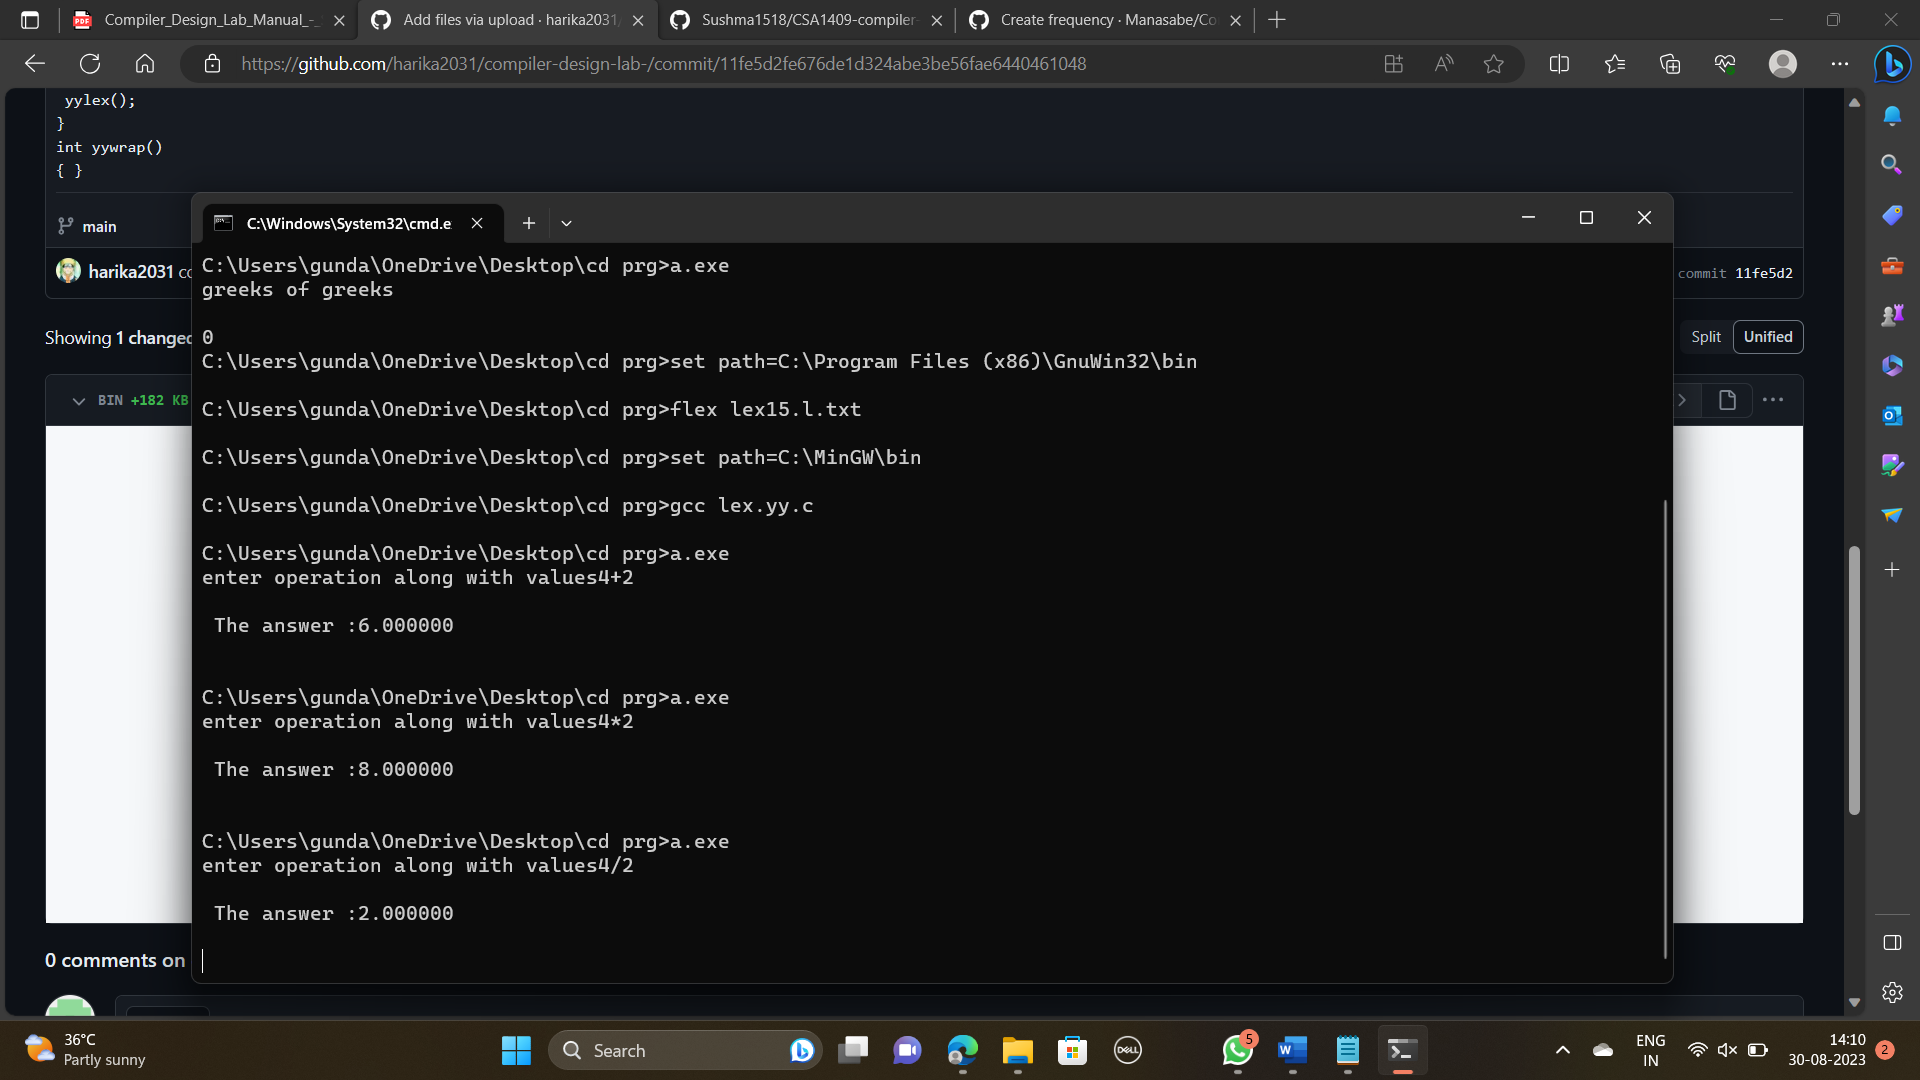 Compiler_Design_Lab_Manual_-_
Add files via upload · harika2031/
Sushma1518/CSA1409-compiler-
Create frequency · Manasabe/Co
https://github.com/harika2031/compiler-design-lab-/commit/11fe5d2fe676de1d324abe3be56fae6440461048
yylex();
}
int yywrap()
{ }
main
harika2031 co
commit 11fe5d2
Showing 1 changed
Split Unified
BIN +182 KB
C:\Windows\System32\cmd.e
C:\Users\gunda\OneDrive\Desktop\cd prg>a.exe
greeks of greeks
0
C:\Users\gunda\OneDrive\Desktop\cd prg>set path=C:\Program Files (x86)\GnuWin32\bin
C:\Users\gunda\OneDrive\Desktop\cd prg>flex lex15.l.txt
C:\Users\gunda\OneDrive\Desktop\cd prg>set path=C:\MinGW\bin
C:\Users\gunda\OneDrive\Desktop\cd prg>gcc lex.yy.c
C:\Users\gunda\OneDrive\Desktop\cd prg>a.exe
enter operation along with values4+2
The answer :6.000000
C:\Users\gunda\OneDrive\Desktop\cd prg>a.exe
enter operation along with values4*2
The answer :8.000000
C:\Users\gunda\OneDrive\Desktop\cd prg>a.exe
enter operation along with values4/2
The answer :2.000000
0 comments on
36°C
Partly sunny
Search
DELL
5
ENG
IN
14:10
30-08-2023
2